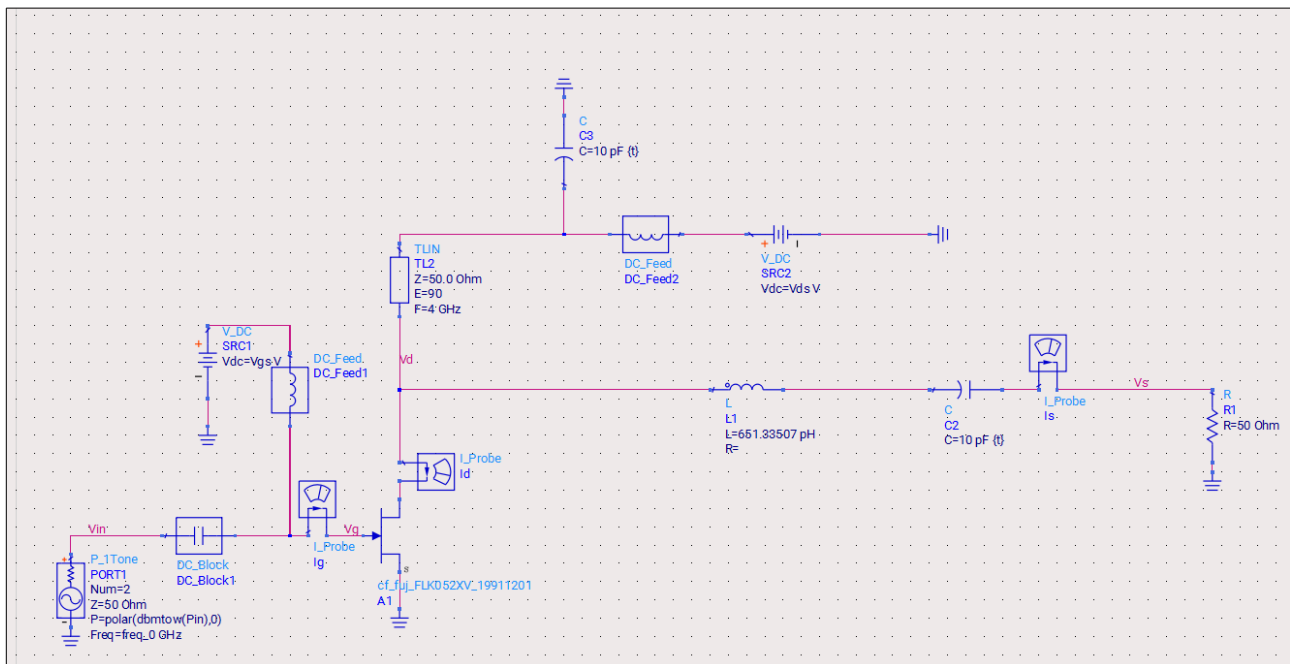 C
C3
C=10 pF {t}
TLIN
TL2
Z=50.0 Ohm
E=90
F=4 GHz
DC_Feed
DC_Feed2
+
V_DC
SRC2
Vdc=Vds V
+
-
V_DC
SRC1
Vdc=Vgs V
DC_Feed
DC_Feed1
Vd
L
L1
L=651.33507 pH
R=
C
C2
C=10 pF {t}
I_Probe
Is
Vs
R
R1
R=50 Ohm
I_Probe
Id
Vin
DC_Block
DC_Block1
I_Probe
Ig
Vg
s
cf_fuj_FLK052XV_19911201
A1
+
-
P_1Tone
PORT1
Num=2
Z=50 Ohm
P=polar(dbmtow(Pin),0)
Freq=freq_0 GHz